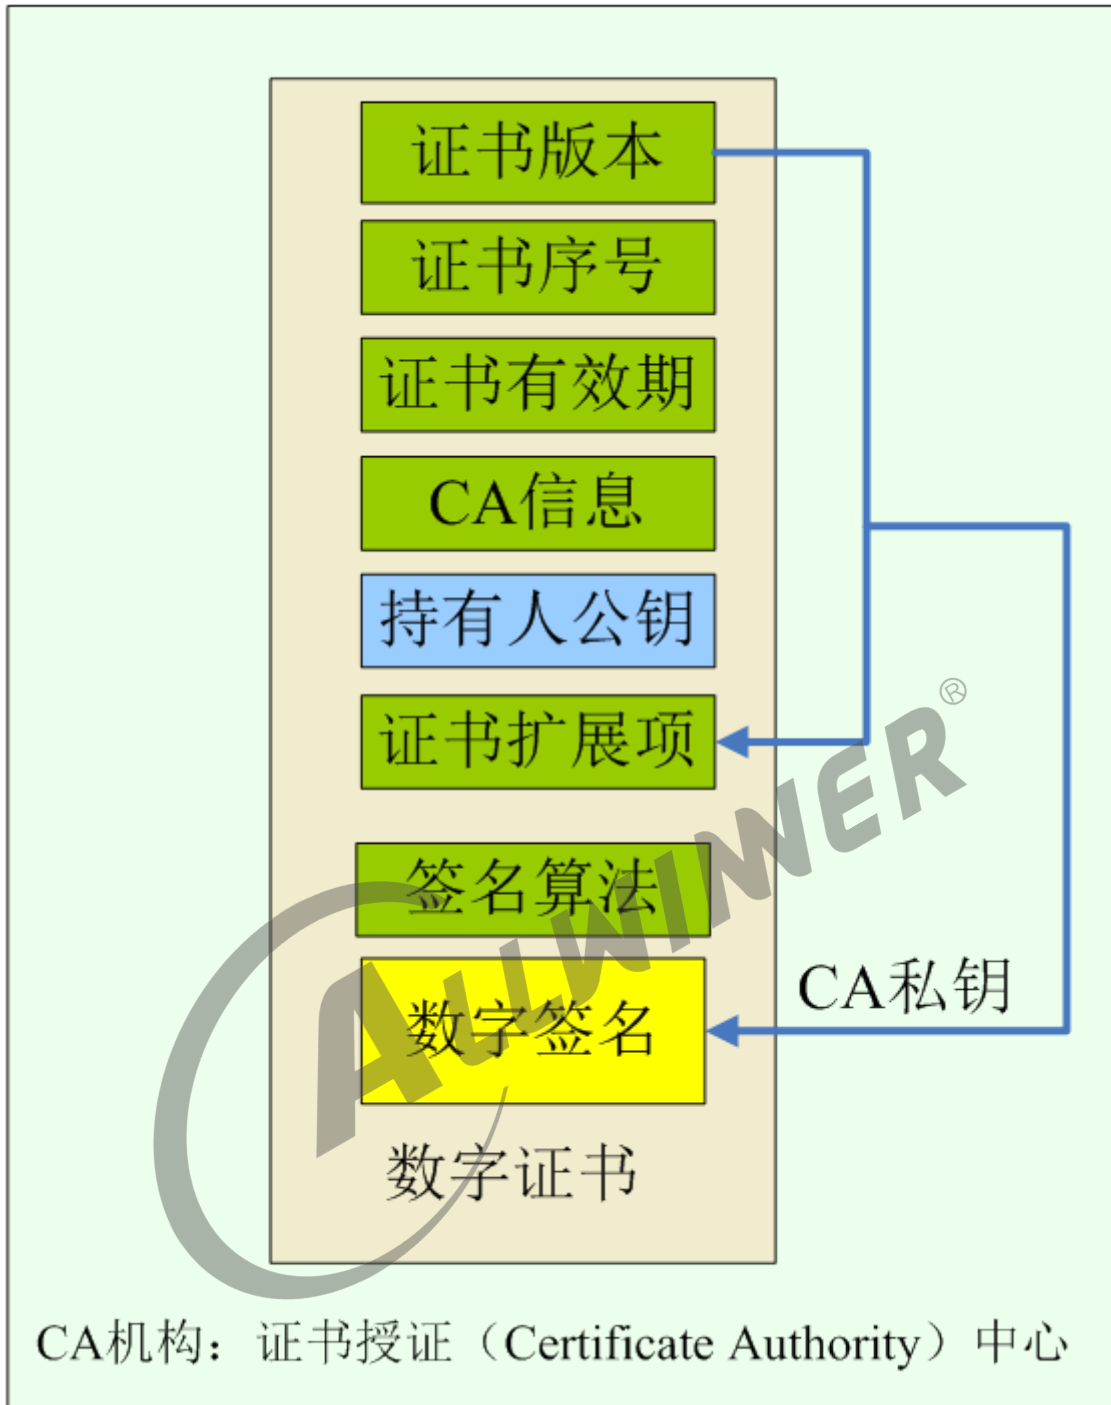 证书版本
证书序号
证书有效期
CA信息
持有人公钥
证书扩展项
签名算法
数字签名
CA私钥
数字证书
CA机构：证书授证（Certificate Authority）中心
ALLWINNER®